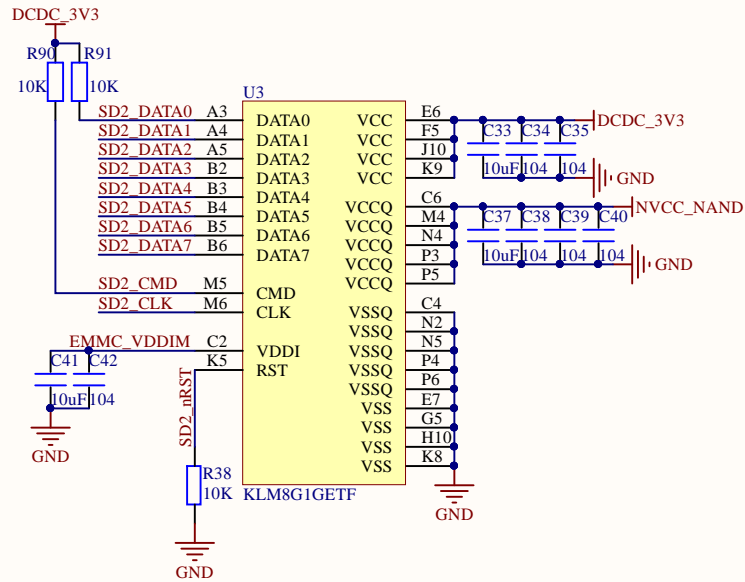 DCDC_3V3
R90 R91
10K 10K
U3
SD2_DATA0 A3 DATA0 VCC E6 DCDC_3V3
SD2_DATA1 A4 DATA1 VCC F5 C33 C34 C35
SD2_DATA2 A5 DATA2 VCC J10
SD2_DATA3 B2 DATA3 VCC K9 10uF 104 104 GND
SD2_DATA4 B3 DATA4 VCCQ C6 NVCC_NAND
SD2_DATA5 B4 DATA5 VCCQ M4 C37 C38 C39 C40
SD2_DATA6 B5 DATA6 VCCQ N4
SD2_DATA7 B6 DATA7 VCCQ P3 10uF 104 104 104 GND
VCCQ P5
SD2_CMD M5 CMD
SD2_CLK M6 CLK VSSQ C4
VSSQ N2
EMMC_VDDIM C2 VDDI VSSQ N5
C41 C42 K5 RST VSSQ P4
VSSQ P6
10uF 104 VSS E7
SD2_nRST VSS G5
GND VSS H10
VSS K8
R38
10K
KLM8G1GETF
GND
GND